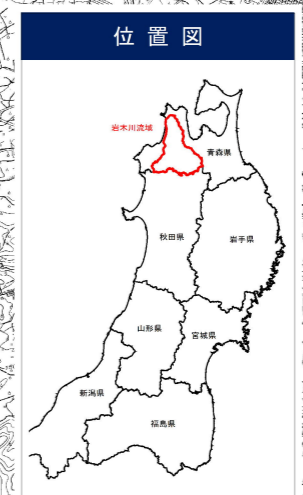 位置図
岩木川流域
青森県
秋田県
岩手県
山形県
宮城県
新潟県
福島県